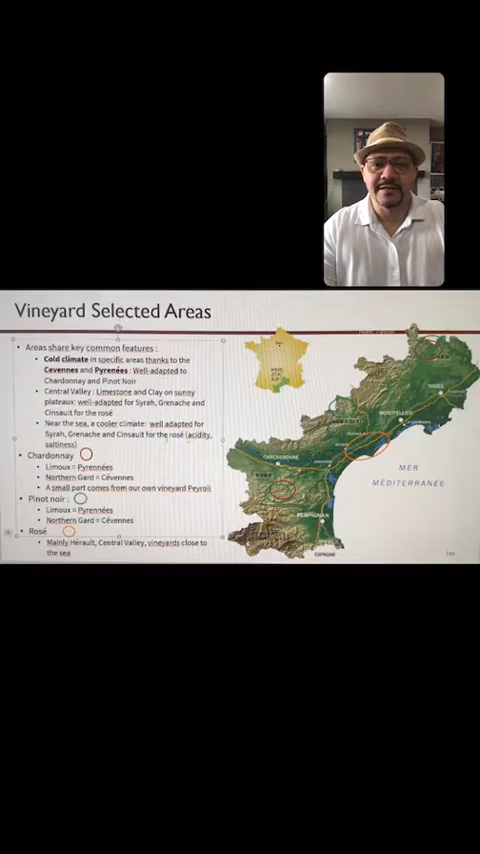 Vineyard Selected Areas
• Areas share key common features :
• Cold climate in specific areas thanks to the
Cevennes and Pyrénées : Well-adapted to
Chardonnay and Pinot Noir
• Central Valley : Limestone and Clay on sunny
plateaux: well-adapted for Syrah, Grenache and
Cinsault for the rosé
• Near the sea, a cooler climate: well adapted for
Syrah, Grenache and Cinsault for the rosé (acidity,
saltiness)
• Chardonnay
• Limoux = Pyrennées
• Northern Gard = Cévennes
• A small part comes from our own vineyard Peyroli
• Pinot noir :
• Limoux = Pyrennées
• Northern Gard = Cévennes
• Rosé
• Mainly Hérault, Central Valley, vineyards close to
the sea
NIMES
MONTPELLIER
CARCASSONNE
AUDE
MER
MÉDITERRANÉE
PERPIGNAN
ESPAGNE